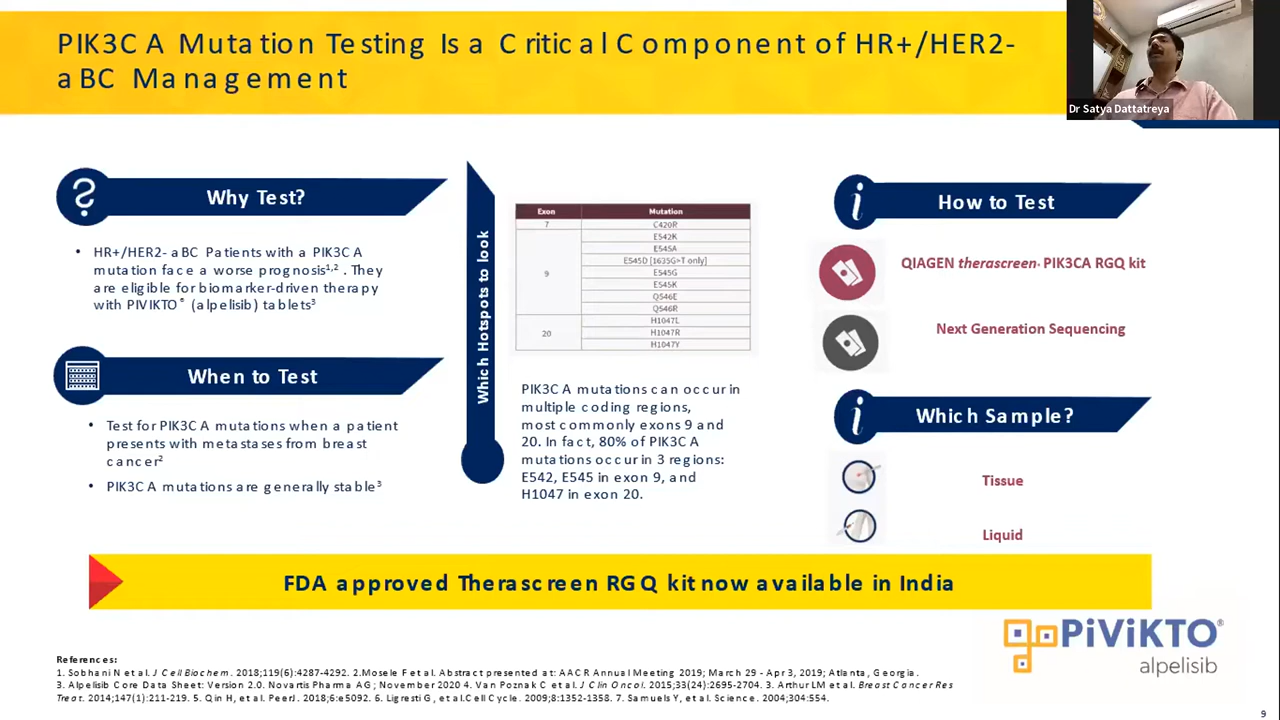 PIK3CA Mutation Testing Is a Critical Component of HR+/HER2-
aBC Management
Dr Satya Dattatreya
Why Test?
• HR+/HER2- aBC Patients with a PIK3CA
mutation face a worse prognosis1,2 . They
are eligible for biomarker-driven therapy
with PIVIKTO® (alpelisib) tablets3
When to Test
• Test for PIK3CA mutations when a patient
presents with metastases from breast
cancer2
• PIK3CA mutations are generally stable3
Which Hotspots to look
Exon Mutation
7 C420R
E542K
E545A
E545D [1635G>T only]
9 E545G
E545K
Q546E
Q546R
H1047L
20 H1047R
H1047Y
PIK3CA mutations can occur in
multiple coding regions,
most commonly exons 9 and
20. In fact, 80% of PIK3CA
mutations occur in 3 regions:
E542, E545 in exon 9, and
H1047 in exon 20.
How to Test
QIAGEN therascreen® PIK3CA RGQ kit
Next Generation Sequencing
Which Sample?
Tissue
Liquid
FDA approved Therascreen RGQ kit now available in India
PiViKTO®
alpelisib
References:
1. Sobhani N et al. J Cell Biochem. 2018;119(6):4287-4292. 2.Mosele F et al. Abstract presented at: AACR Annual Meeting 2019; March 29 - Apr 3, 2019; Atlanta, Georgia.
3. Alpelisib Core Data Sheet: Version 2.0. Novartis Pharma AG; November 2020 4. Van Poznak C et al. J Clin Oncol. 2015;33(24):2695-2704. 3. Arthur LM et al. Breast Cancer Res
Treat. 2014;147(1):211-219. 5. Qin H, et al. PeerJ. 2018;6:e5092. 6. Ligresti G, et al.Cell Cycle. 2009;8:1352-1358. 7. Samuels Y, et al. Science. 2004;304:554.
9